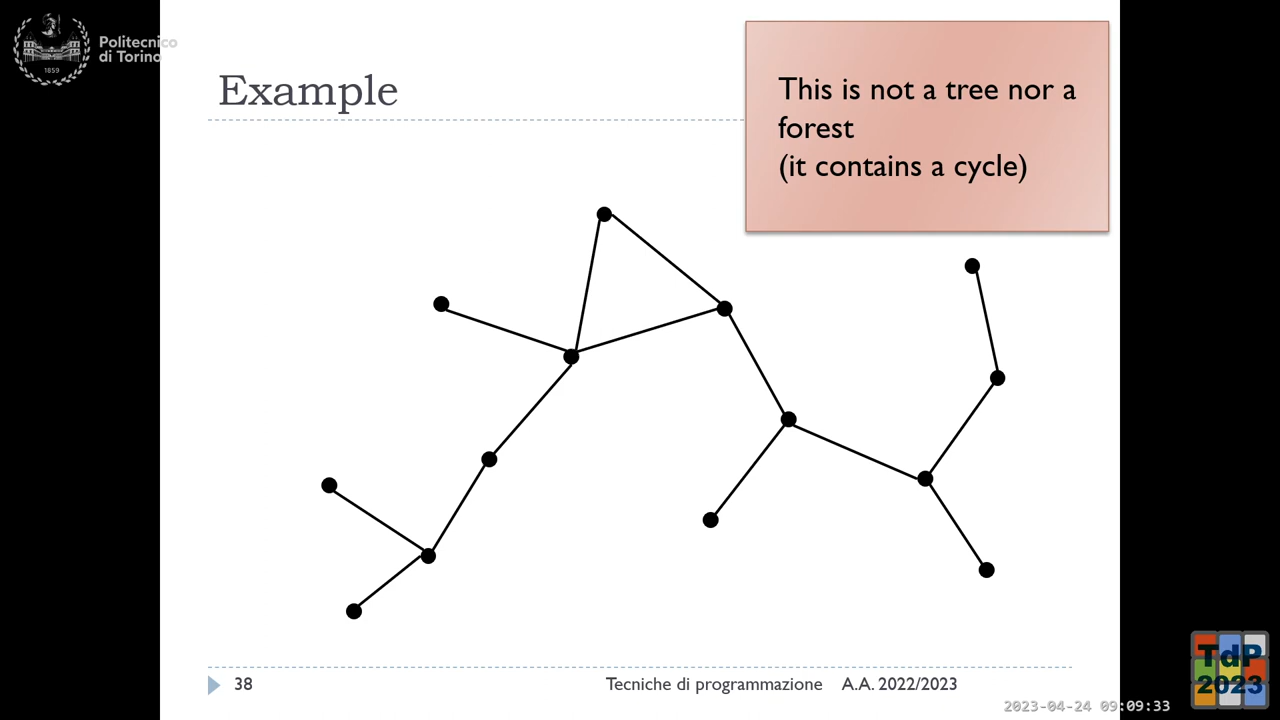 Politecnico
di Torino
1859
Example
This is not a tree nor a
forest
(it contains a cycle)
38
Tecniche di programmazione A.A. 2022/2023
TdP
2023
2023-04-24 09:09:33